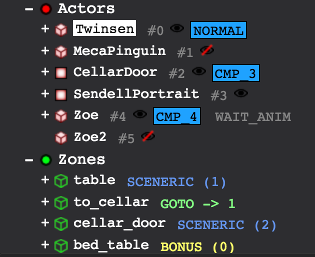 − Actors
+ Twinsen #0 NORMAL
+ MecaPinguin #1
+ CellarDoor #2 CMP_3
+ SendellPortrait #3
+ Zoe #4 CMP_4 WAIT_ANIM
Zoe2 #5
− Zones
+ table SCENERIC (1)
+ to_cellar GOTO -> 1
+ cellar_door SCENERIC (2)
+ bed_table BONUS (0)